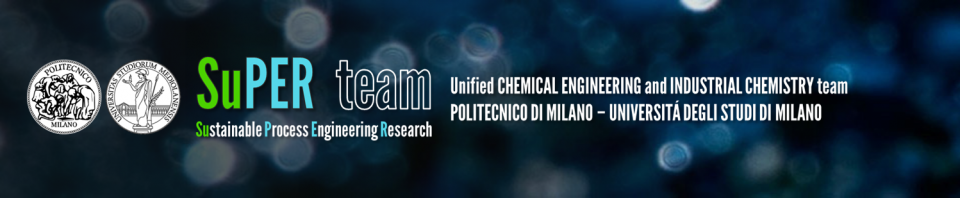 POLITECNICO
MILANO
UNIVERSITAS STUDIORUM MEDIOLANENSIS
SuPER team
Sustainable Process Engineering Research
Unified CHEMICAL ENGINEERING and INDUSTRIAL CHEMISTRY team
POLITECNICO DI MILANO – UNIVERSITÁ DEGLI STUDI DI MILANO